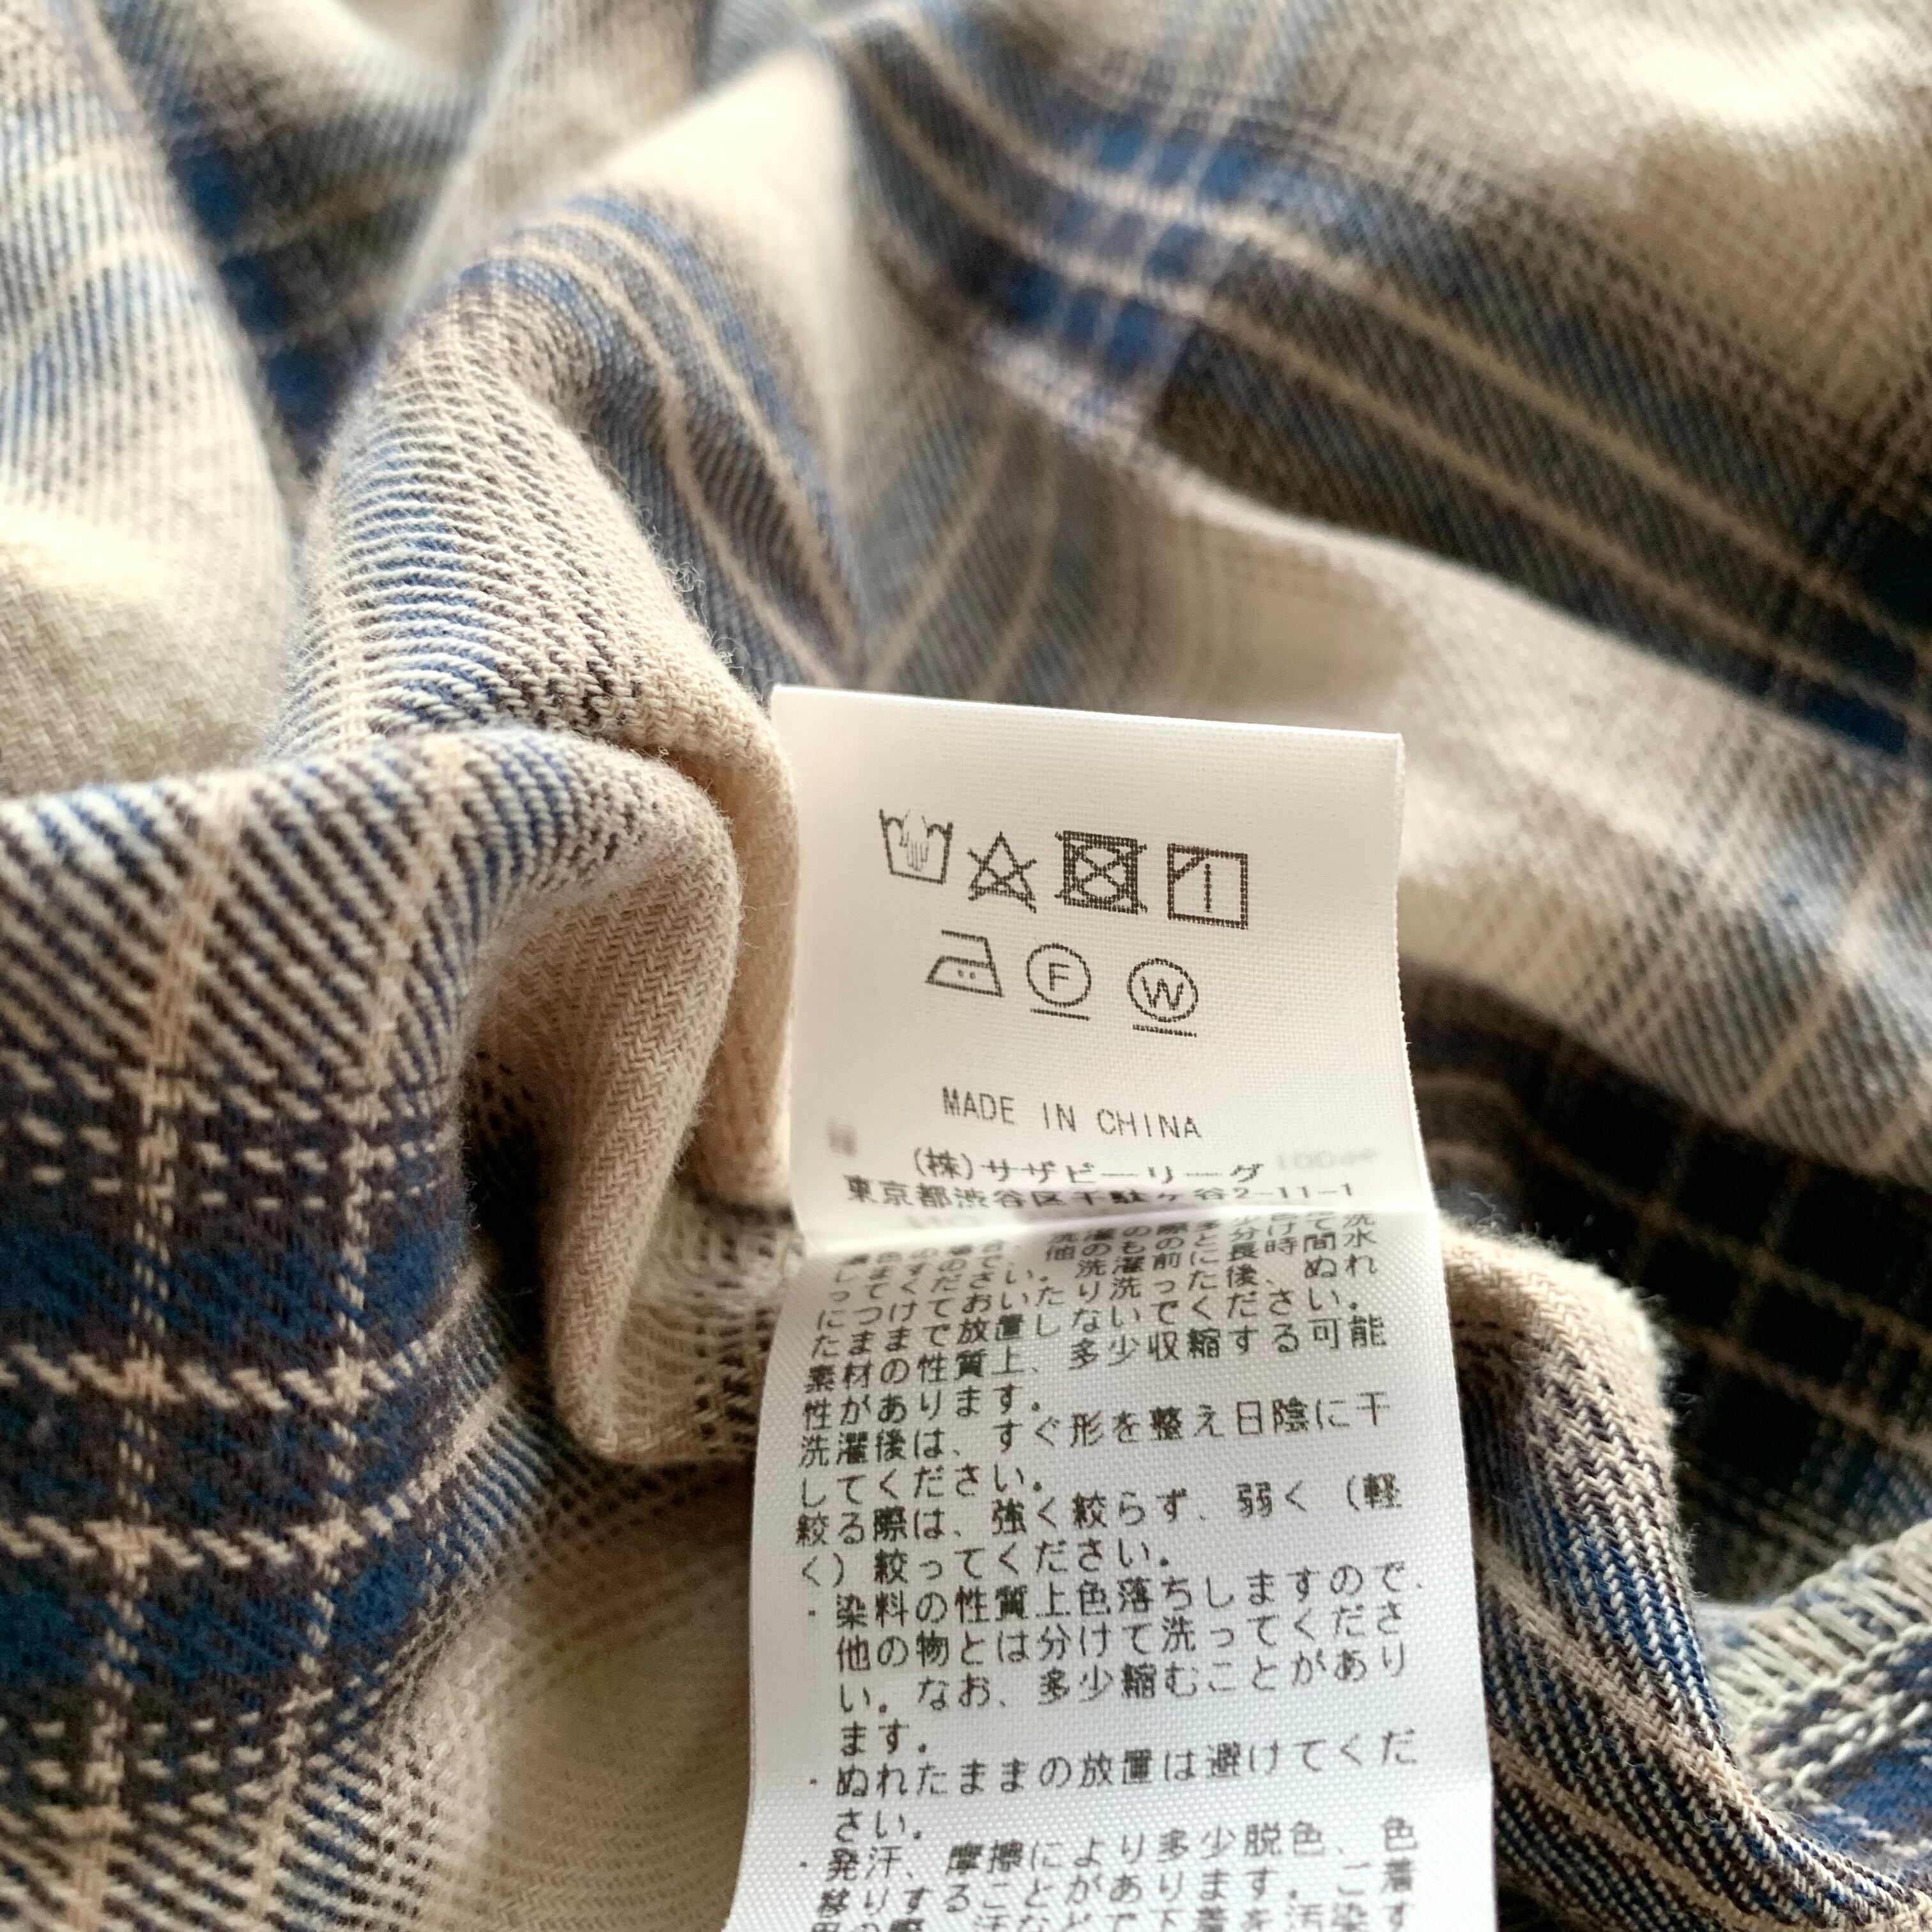 F W
MADE IN CHINA
(株)サザビーリーグ
東京都渋谷区千駄ヶ谷2-11-1
ってください。洗濯前に長時間水
につけておいたり洗った後、ぬれ
たままで放置しないでください。
素材の性質上、多少収縮する可能
性があります。
洗濯後は、すぐ形を整え日陰に干
してください。
絞る際は、強く絞らず、弱く（軽
く）絞ってください。
・染料の性質上色落ちしますので、
他の物とは分けて洗ってくださ
い。なお、多少縮むことがあり
ます。
・ぬれたままの放置は避けてくだ
さい。
・発汗、摩擦により多少脱色、色
移りすることがあります。ご着